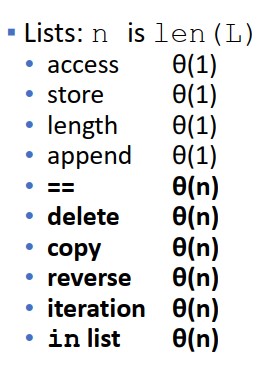 ▪ Lists: n is len(L)
• access θ(1)
• store θ(1)
• length θ(1)
• append θ(1)
• == θ(n)
• delete θ(n)
• copy θ(n)
• reverse θ(n)
• iteration θ(n)
• in list θ(n)